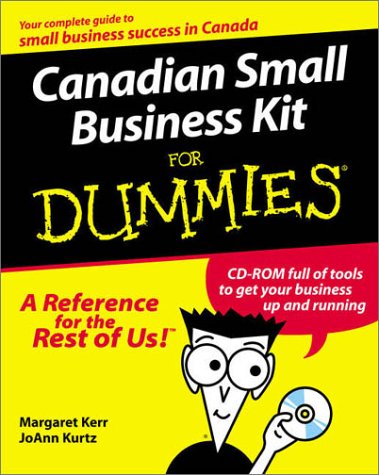 Your complete guide to
small business success in Canada
Canadian Small
Business Kit
FOR
DUMMIES®
CD-ROM full of tools
to get your business
up and running
A Reference
for the
Rest of Us!™
Margaret Kerr
JoAnn Kurtz